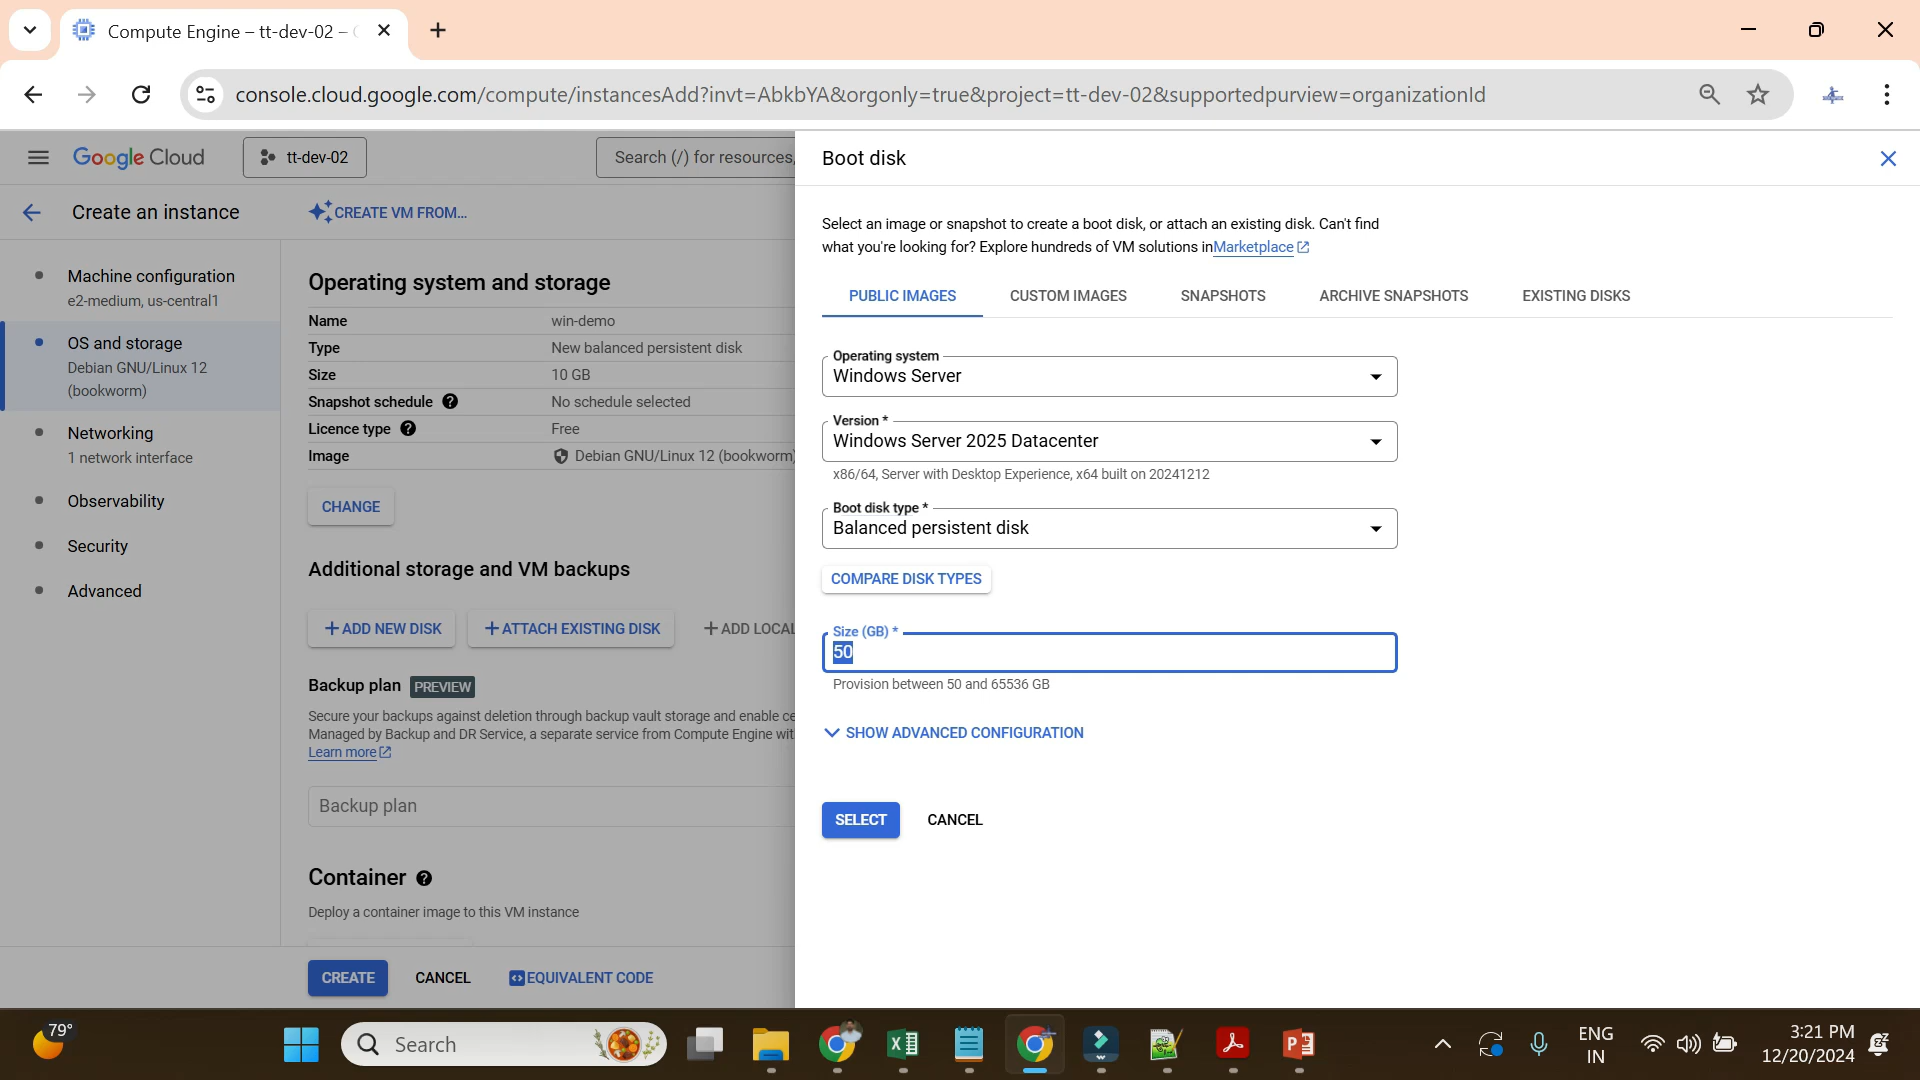 Compute Engine – tt-dev-02 –
console.cloud.google.com/compute/instancesAdd?invt=AbkbYA&orgonly=true&project=tt-dev-02&supportedpurview=organizationId
Google Cloud
tt-dev-02
Search (/) for resources,
Create an instance
CREATE VM FROM...
Machine configuration
e2-medium, us-central1
OS and storage
Debian GNU/Linux 12
(bookworm)
Networking
1 network interface
Observability
Security
Advanced
Operating system and storage
Name win-demo
Type New balanced persistent disk
Size 10 GB
Snapshot schedule No schedule selected
Licence type Free
Image Debian GNU/Linux 12 (bookworm)
CHANGE
Additional storage and VM backups
ADD NEW DISK
ATTACH EXISTING DISK
ADD LOCAL
Backup plan PREVIEW
Secure your backups against deletion through backup vault storage and enable ce
Managed by Backup and DR Service, a separate service from Compute Engine wit
Learn more
Backup plan
Container
Deploy a container image to this VM instance
CREATE
CANCEL
EQUIVALENT CODE
Boot disk
Select an image or snapshot to create a boot disk, or attach an existing disk. Can't find
what you're looking for? Explore hundreds of VM solutions in Marketplace
PUBLIC IMAGES
CUSTOM IMAGES
SNAPSHOTS
ARCHIVE SNAPSHOTS
EXISTING DISKS
Operating system
Windows Server
Version *
Windows Server 2025 Datacenter
x86/64, Server with Desktop Experience, x64 built on 20241212
Boot disk type *
Balanced persistent disk
COMPARE DISK TYPES
Size (GB) *
50
Provision between 50 and 65536 GB
SHOW ADVANCED CONFIGURATION
SELECT
CANCEL
79°
Search
ENG
IN
3:21 PM
12/20/2024